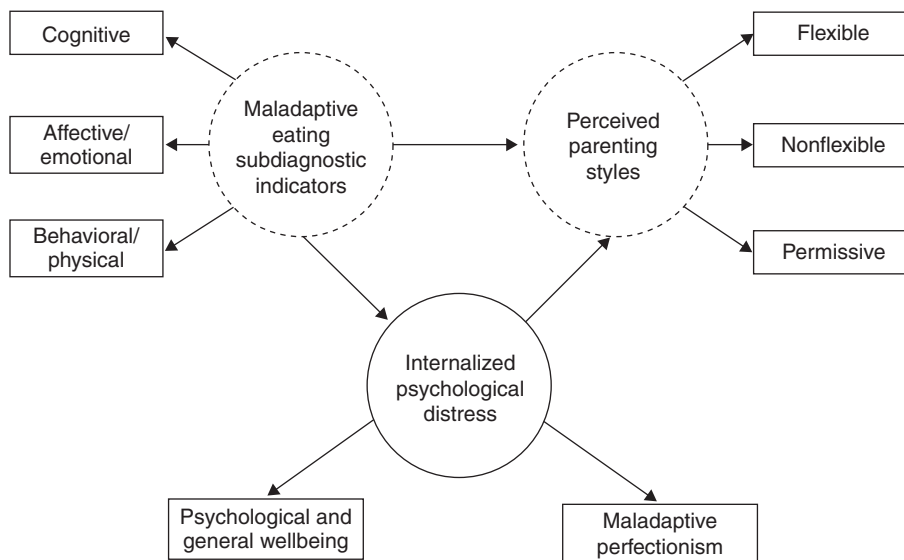 Cognitive
Affective/
emotional
Behavioral/
physical
Maladaptive
eating
subdiagnostic
indicators
Perceived
parenting
styles
Flexible
Nonflexible
Permissive
Internalized
psychological
distress
Psychological and
general wellbeing
Maladaptive
perfectionism